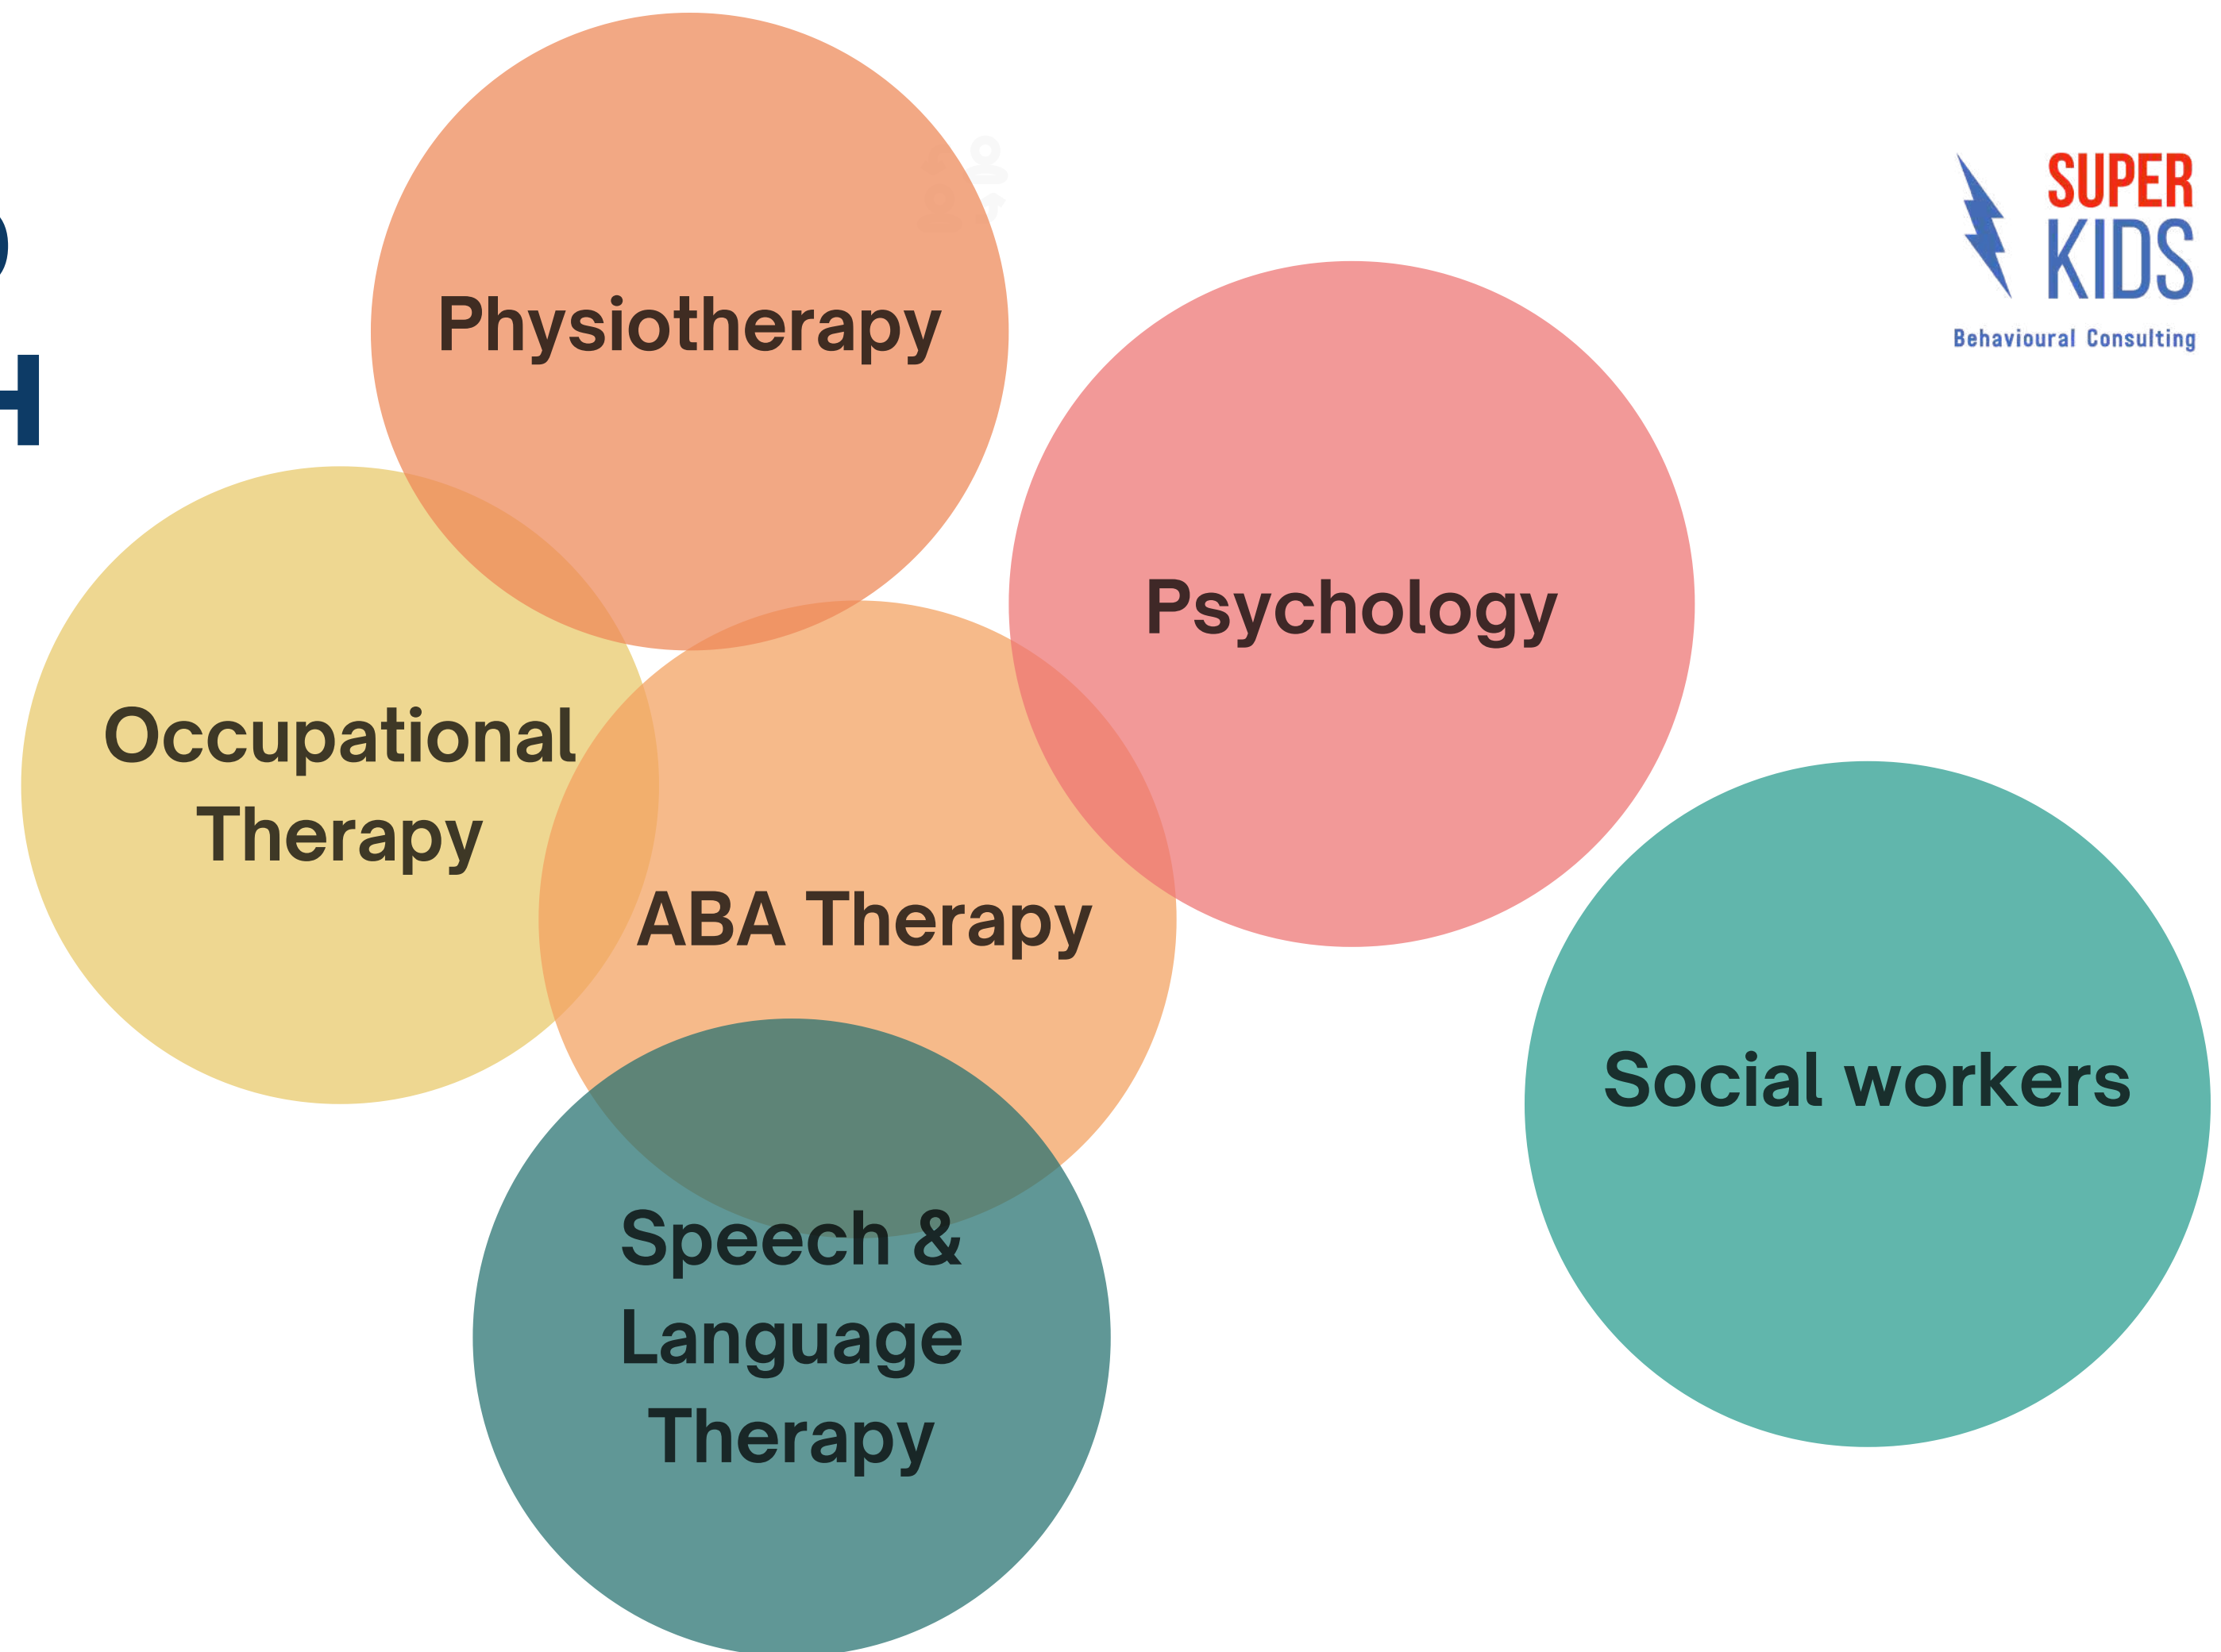 H
Physiotherapy
SUPER
KIDS
Behavioural Consulting
Psychology
Occupational
Therapy
ABA Therapy
Social workers
Speech &
Language
Therapy